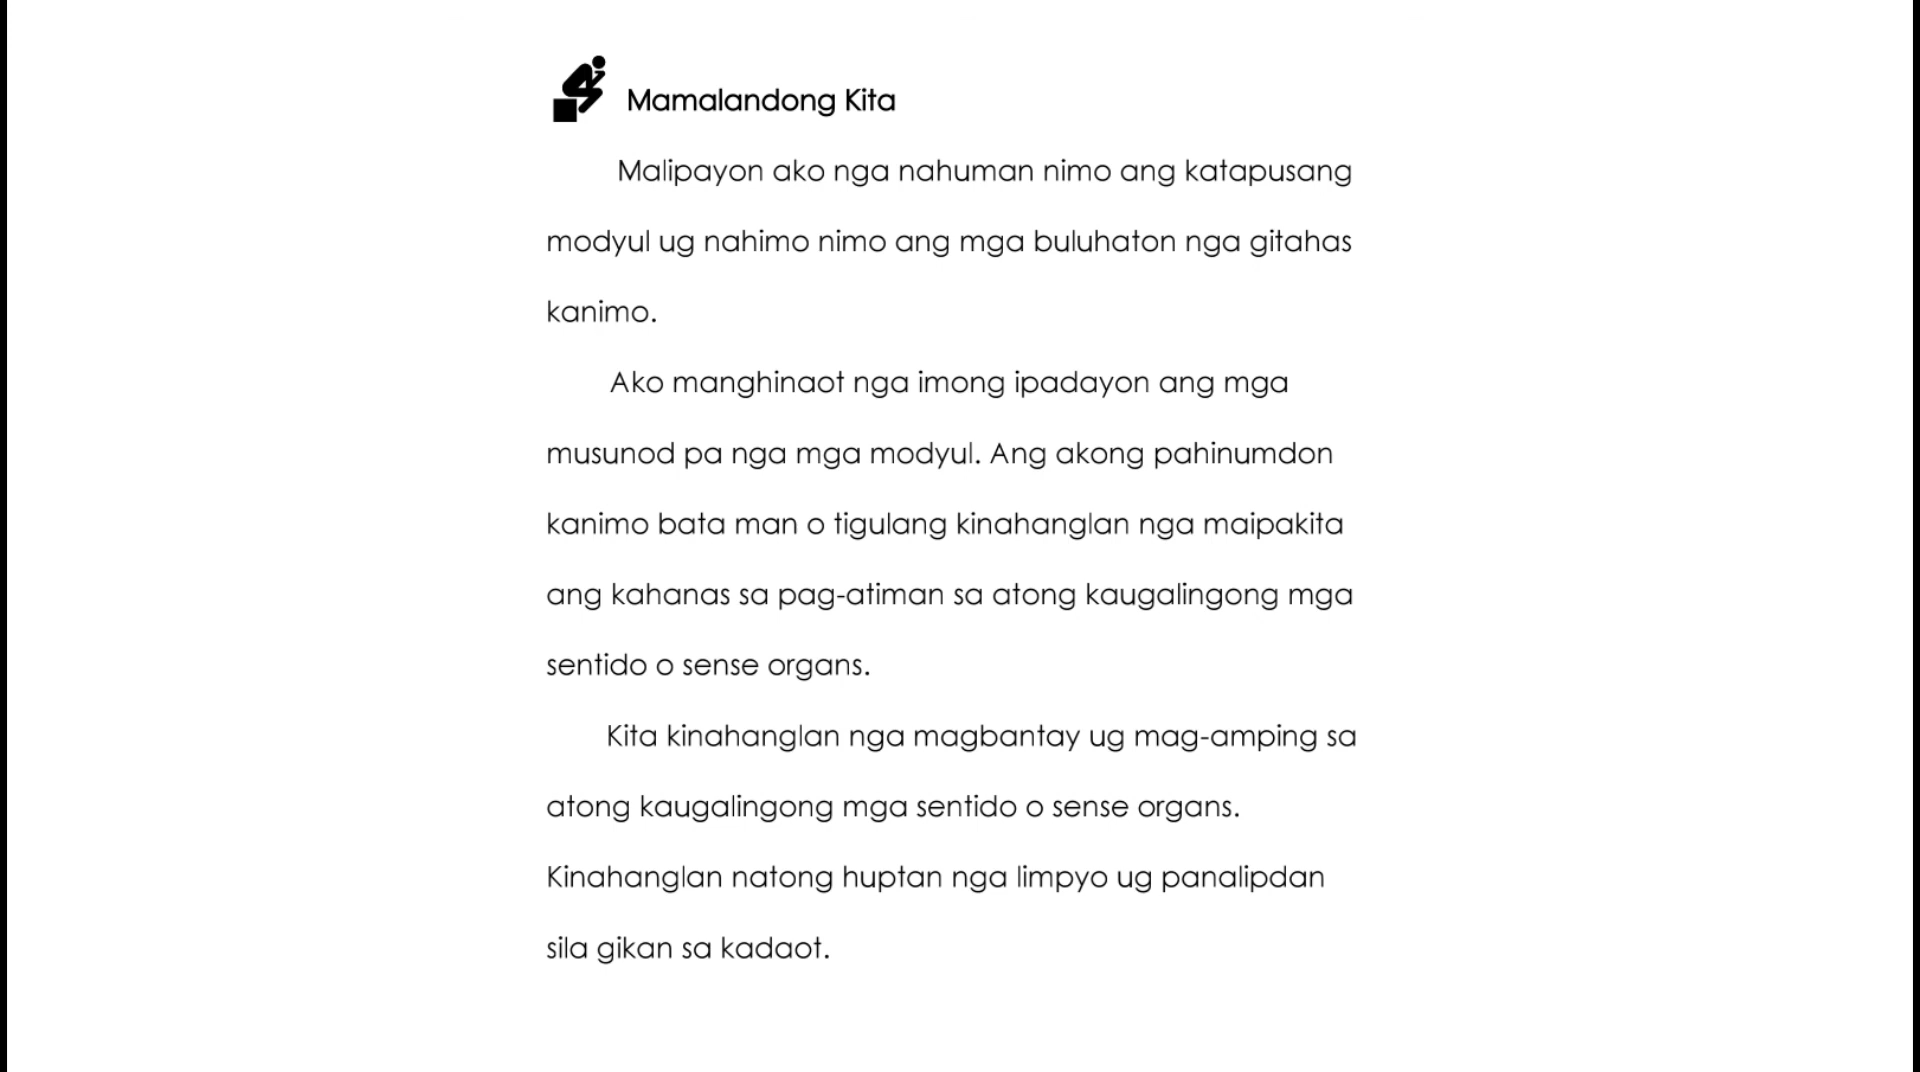 Mamalandong Kita
Malipayon ako nga nahuman nimo ang katapusang
modyul ug nahimo nimo ang mga buluhaton nga gitahas
kanimo.
Ako manghinaot nga imong ipadayon ang mga
musunod pa nga mga modyul. Ang akong pahinumdon
kanimo bata man o tigulang kinahanglan nga maipakita
ang kahanas sa pag-atiman sa atong kaugalingong mga
sentido o sense organs.
Kita kinahanglan nga magbantay ug mag-amping sa
atong kaugalingong mga sentido o sense organs.
Kinahanglan natong huptan nga limpyo ug panalipdan
sila gikan sa kadaot.